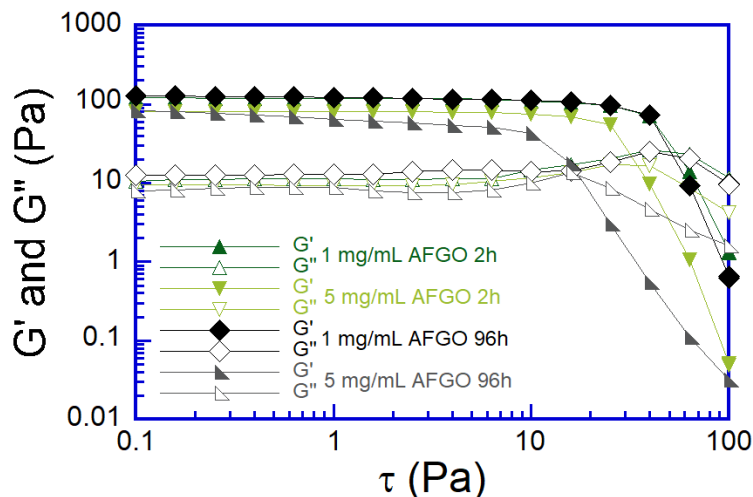 G' and G'' (Pa)
1000
100
10
1
0.1
0.01
G' 1 mg/mL AFGO 2h
G''
G' 5 mg/mL AFGO 2h
G''
G' 1 mg/mL AFGO 96h
G''
G' 5 mg/mL AFGO 96h
G''
0.1 1 10 100
τ (Pa)